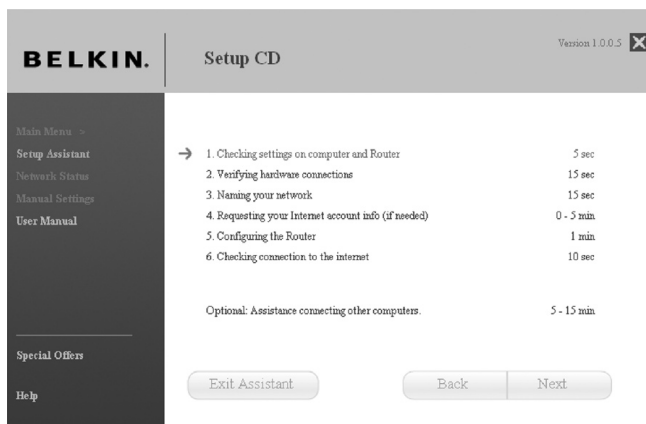 BELKIN.
Setup CD
Version 1.0.0.5
Main Menu >
Setup Assistant
Network Status
Manual Settings
User Manual
Special Offers
Help
1. Checking settings on computer and Router 5 sec
2. Verifying hardware connections 15 sec
3. Naming your network 15 sec
4. Requesting your Internet account info (if needed) 0 - 5 min
5. Configuring the Router 1 min
6. Checking connection to the internet 10 sec
Optional: Assistance connecting other computers. 5 - 15 min
Exit Assistant
Back
Next